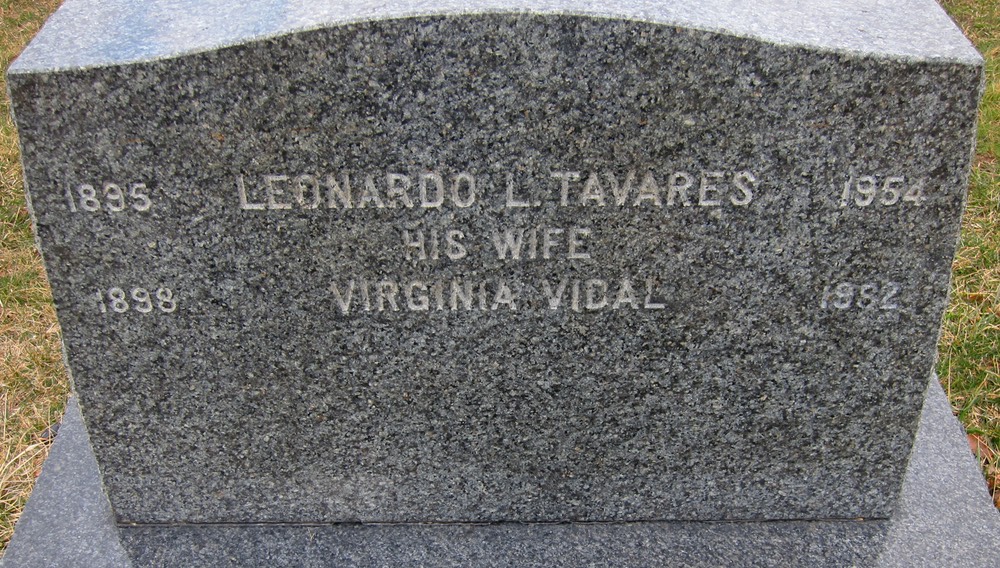 1895 LEONARDO L. TAVARES 1954
HIS WIFE
1898 VIRGINIA VIDAL 1982